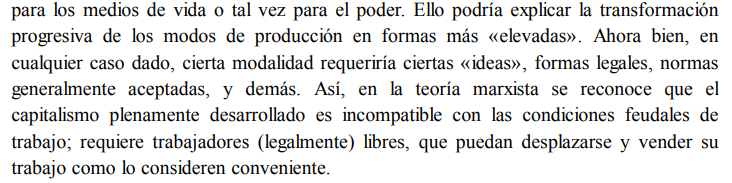 para los medios de vida o tal vez para el poder. Ello podría explicar la transformación
progresiva de los modos de producción en formas más «elevadas». Ahora bien, en
cualquier caso dado, cierta modalidad requeriría ciertas «ideas», formas legales, normas
generalmente aceptadas, y demás. Así, en la teoría marxista se reconoce que el
capitalismo plenamente desarrollado es incompatible con las condiciones feudales de
trabajo; requiere trabajadores (legalmente) libres, que puedan desplazarse y vender su
trabajo como lo consideren conveniente.